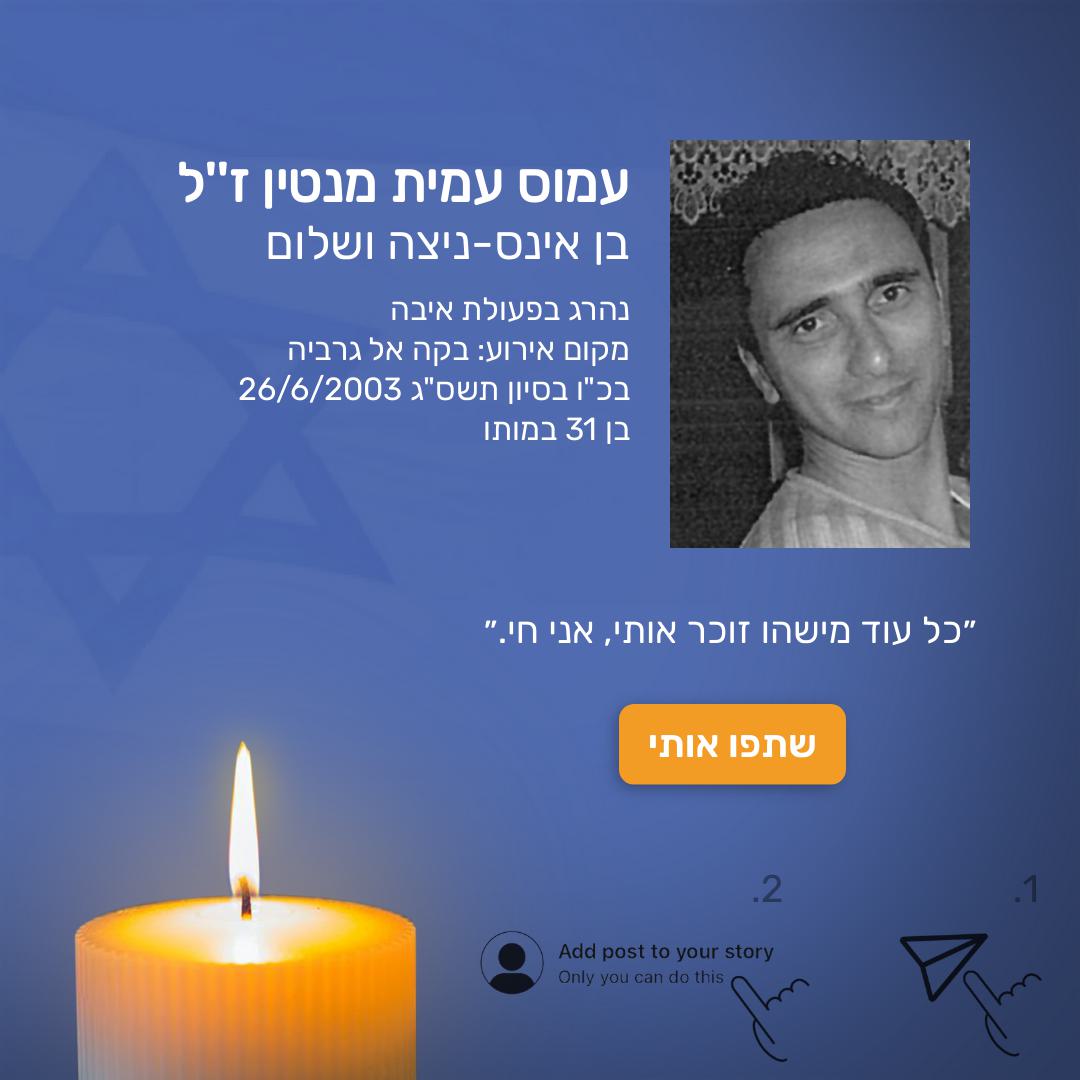 עמוס עמית מנטין ז"ל
בן אינס-ניצה ושלום
נהרג בפעולת איבה
מקום אירוע: בקה אל גרביה
בכ"ו בסיון תשס"ג 26/6/2003
בן 31 במותו
״כל עוד מישהו זוכר אותי, אני חי.״
שתפו אותי
1.
2.
Add post to your story
Only you can do this